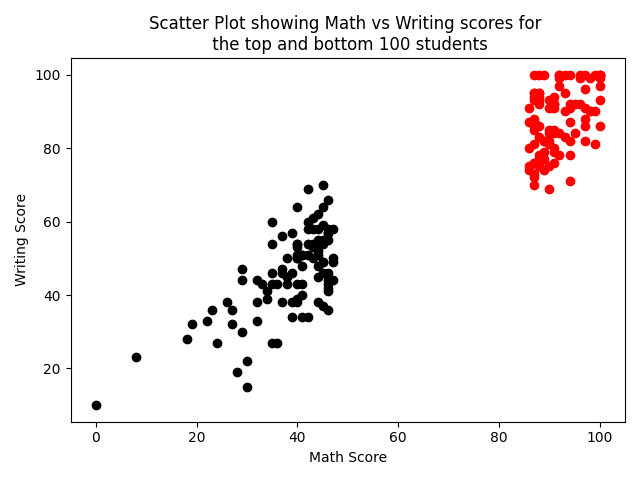 Scatter Plot showing Math vs Writing scores for
the top and bottom 100 students
100
80
60
40
20
Writing Score
0 20 40 60 80 100
Math Score